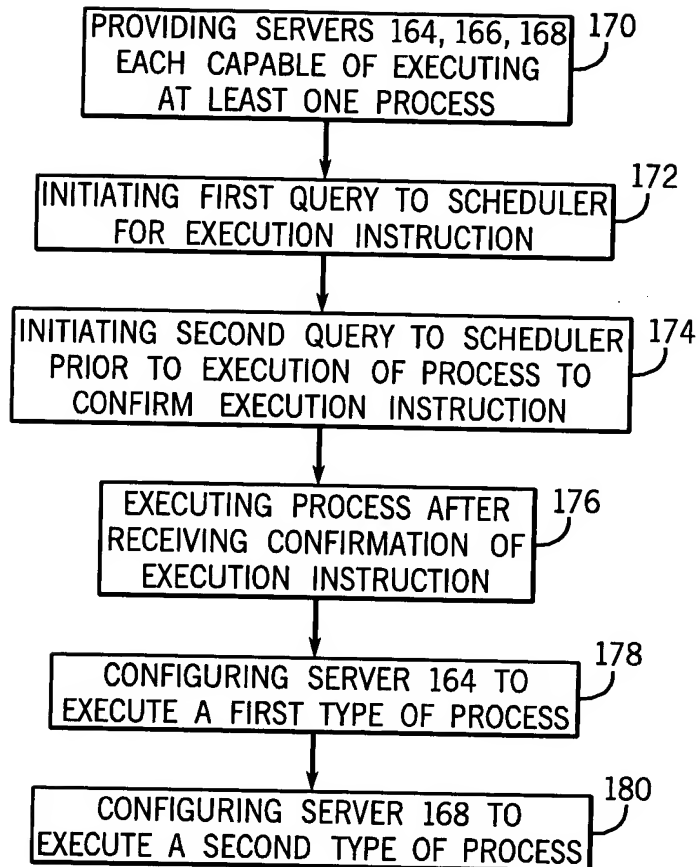 PROVIDING SERVERS 164, 166, 168
EACH CAPABLE OF EXECUTING
AT LEAST ONE PROCESS
170
INITIATING FIRST QUERY TO SCHEDULER
FOR EXECUTION INSTRUCTION
172
INITIATING SECOND QUERY TO SCHEDULER
PRIOR TO EXECUTION OF PROCESS TO
CONFIRM EXECUTION INSTRUCTION
174
EXECUTING PROCESS AFTER
RECEIVING CONFIRMATION OF
EXECUTION INSTRUCTION
176
CONFIGURING SERVER 164 TO
EXECUTE A FIRST TYPE OF PROCESS
178
CONFIGURING SERVER 168 TO
EXECUTE A SECOND TYPE OF PROCESS
180